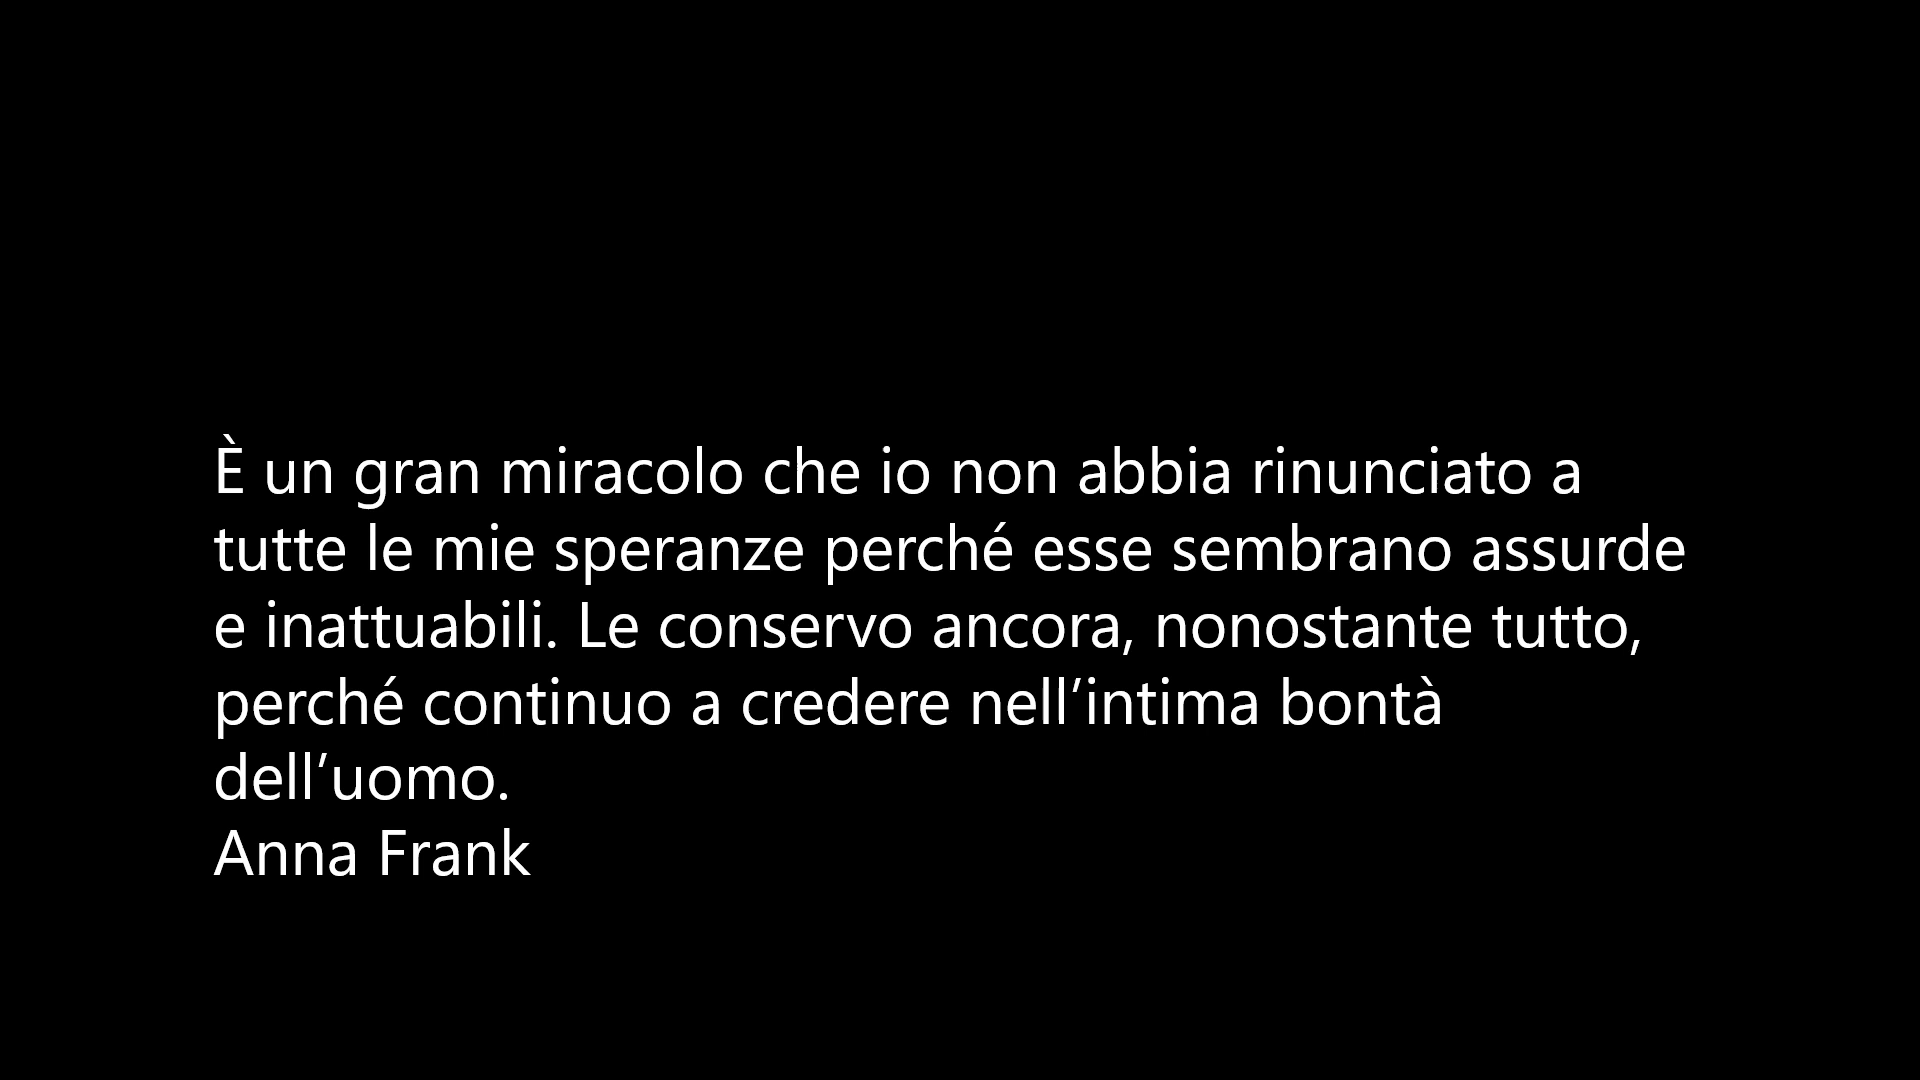 È un gran miracolo che io non abbia rinunciato a
tutte le mie speranze perché esse sembrano assurde
e inattuabili. Le conservo ancora, nonostante tutto,
perché continuo a credere nell’intima bontà
dell’uomo.
Anna Frank